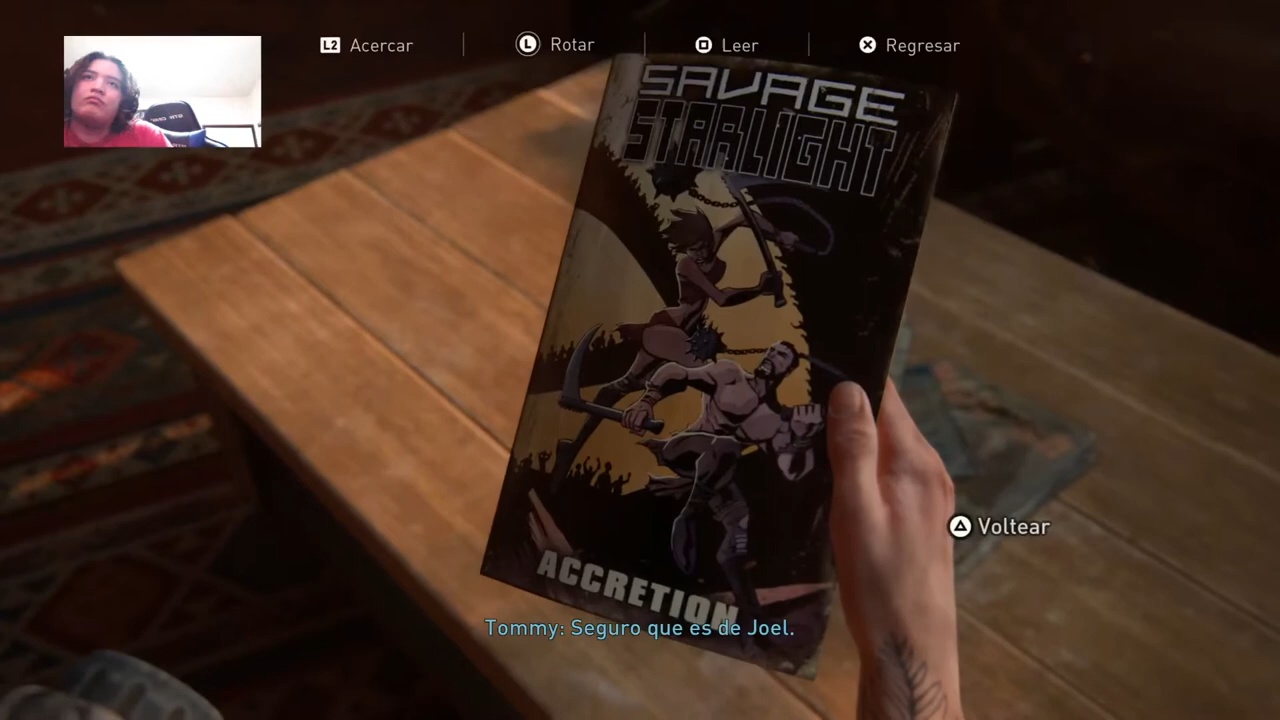 L2 Acercar
L Rotar
Leer
Regresar
SAVAGE
STARLIGHT
Voltear
ACCRETION
Tommy: Seguro que es de Joel.